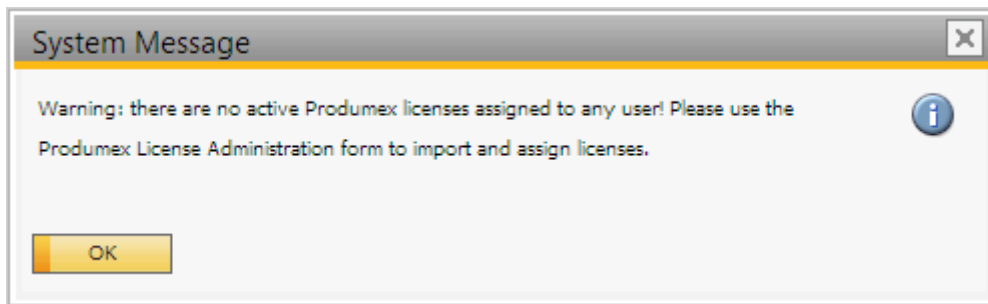 System Message
Warning: there are no active Produmex licenses assigned to any user! Please use the
Produmex License Administration form to import and assign licenses.
OK